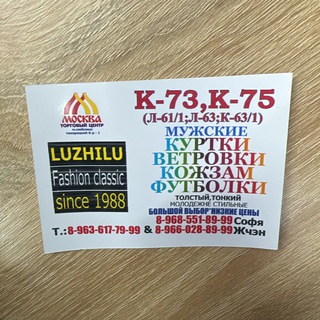 МОСКВА
ТОРГОВЫЙ ЦЕНТР
К-73,К-75
(Л-61/1;Л-63;К-63/1)
LUZHILU
Fashion classic
since 1988
МУЖСКИЕ
КУРТКИ
ВЕТРОВКИ
КОЖЗАМ
ФУТБОЛКИ
ТОЛСТЫЙ,ТОНКИЙ
МОЛОДЕЖНЕ СТИЛЬНЫЕ
БОЛЬШОЙ ВЫБОР НИЗКИЕ ЦЕНЫ
8-968-551-89-99 Софя
Т.:8-963-617-79-99 & 8-966-028-89-99 Жчэн